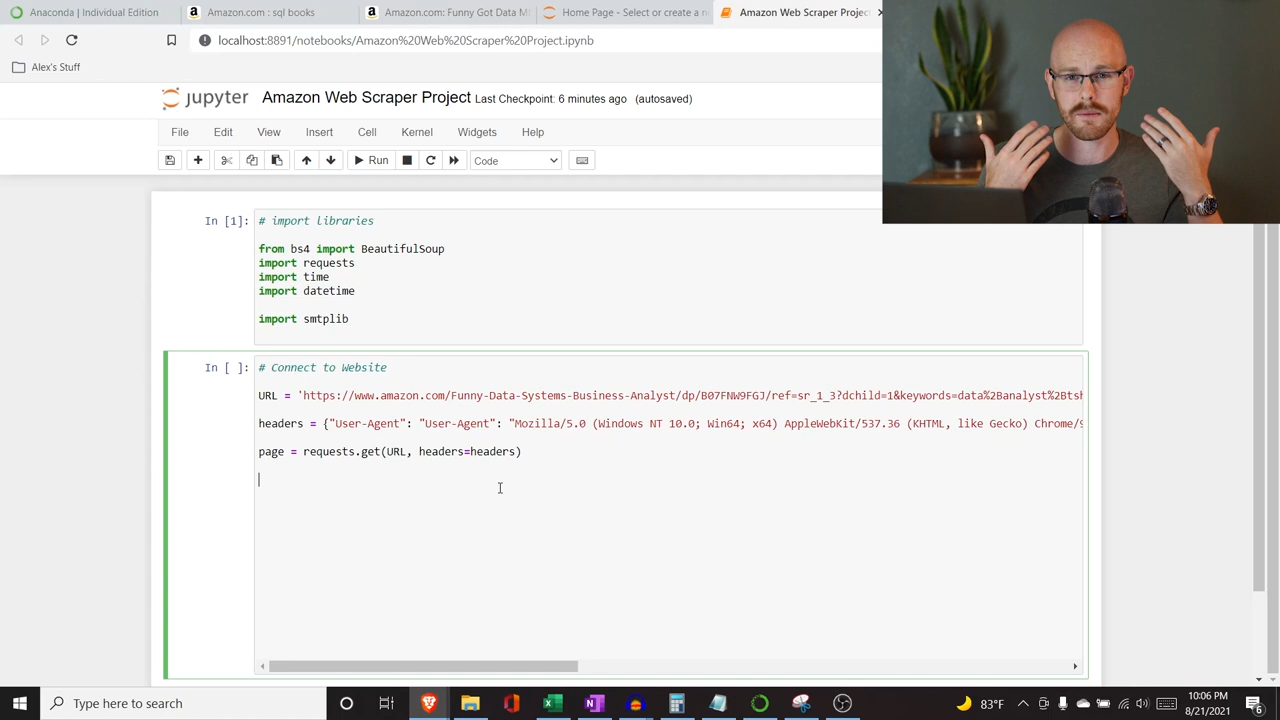 Anaconda | Individual Edition
Amazon.com : sql books
Amazon.com: Funny Got Data M
Home Page - Select or create a n
Amazon Web Scraper Project
localhost:8891/notebooks/Amazon%20Web%20Scraper%20Project.ipynb
Alex's Stuff
jupyter Amazon Web Scraper Project Last Checkpoint: 6 minutes ago (autosaved)
File Edit View Insert Cell Kernel Widgets Help
Run Code
In [1]: # import libraries
from bs4 import BeautifulSoup
import requests
import time
import datetime
import smtplib
In [ ]: # Connect to Website
URL = 'https://www.amazon.com/Funny-Data-Systems-Business-Analyst/dp/B07FNW9FGJ/ref=sr_1_3?dchild=1&keywords=data%2Banalyst%2Btsh
headers = {"User-Agent": "User-Agent": "Mozilla/5.0 (Windows NT 10.0; Win64; x64) AppleWebKit/537.36 (KHTML, like Gecko) Chrome/9
page = requests.get(URL, headers=headers)
Type here to search
83°F
10:06 PM
8/21/2021
6